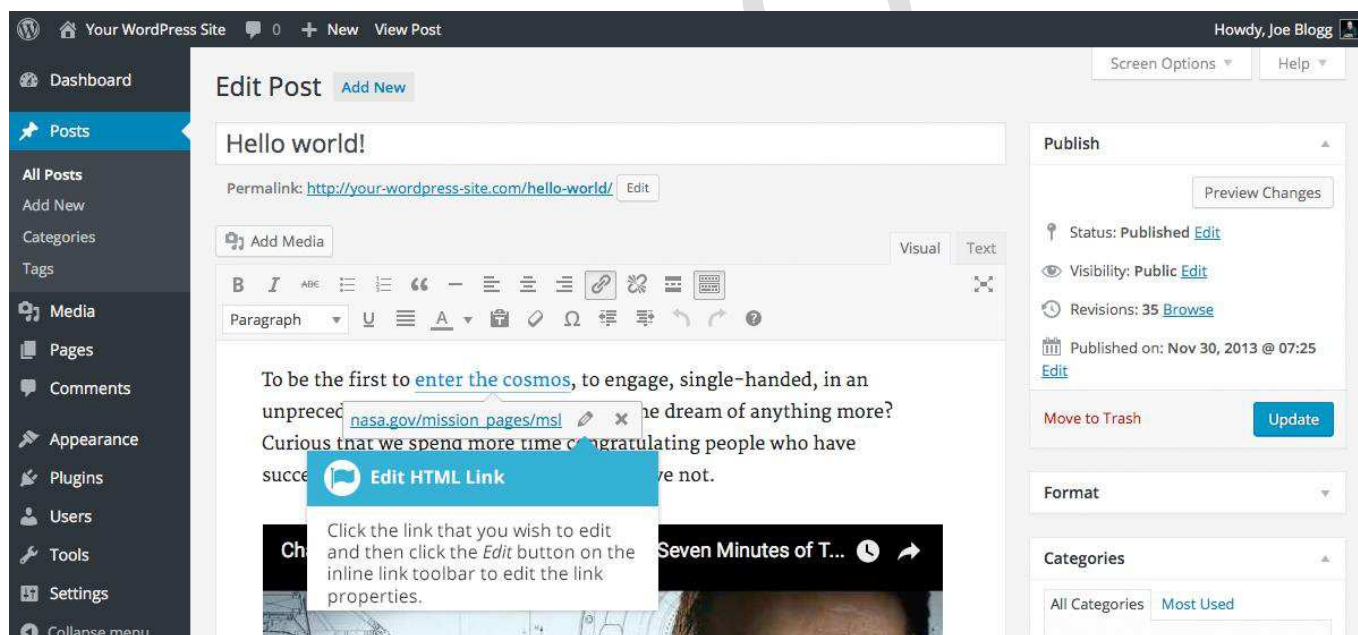 Your WordPress Site 0 + New View Post Howdy, Joe Blogg
Screen Options Help
Dashboard
Posts
All Posts
Add New
Categories
Tags
Media
Pages
Comments
Appearance
Plugins
Users
Tools
Settings
Collapse menu
Edit Post Add New
Hello world!
Permalink: http://your-wordpress-site.com/hello-world/ Edit
Add Media
Visual Text
B I ABC
Paragraph U A Ω
To be the first to enter the cosmos, to engage, single-handed, in an
unpreced
nasa.gov/mission_pages/msl
dream of anything more?
Curious that we spend more time congratulating people who have
succe
not.
Edit HTML Link
Click the link that you wish to edit
and then click the Edit button on the
inline link toolbar to edit the link
properties.
Ch
Seven Minutes of T...
Publish
Preview Changes
Status: Published Edit
Visibility: Public Edit
Revisions: 35 Browse
Published on: Nov 30, 2013 @ 07:25
Edit
Move to Trash Update
Format
Categories
All Categories Most Used